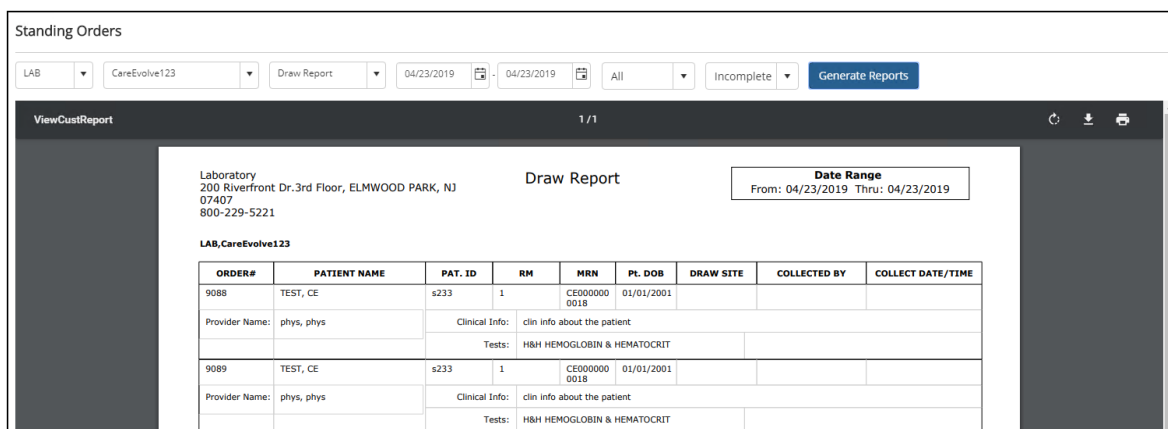 Standing Orders
LAB CareEvolve123 Draw Report 04/23/2019 - 04/23/2019 All Incomplete Generate Reports
ViewCustReport 1 / 1
Laboratory
200 Riverfront Dr.3rd Floor, ELMWOOD PARK, NJ
07407
800-229-5221
Draw Report
Date Range
From: 04/23/2019 Thru: 04/23/2019
LAB,CareEvolve123
ORDER# PATIENT NAME PAT. ID RM MRN Pt. DOB DRAW SITE COLLECTED BY COLLECT DATE/TIME
9088 TEST, CE s233 1 CE000000 01/01/2001
0018
Provider Name: phys, phys Clinical Info: clin info about the patient
Tests: H&H HEMOGLOBIN & HEMATOCRIT
9089 TEST, CE s233 1 CE000000 01/01/2001
0018
Provider Name: phys, phys Clinical Info: clin info about the patient
Tests: H&H HEMOGLOBIN & HEMATOCRIT